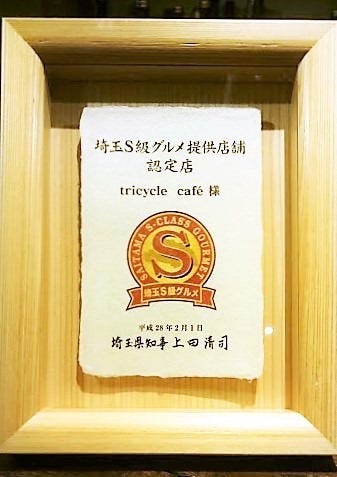 埼玉S級グルメ提供店舗
認定店
tricycle café 様
SAITAMA S-CLASS GOURMET
S
埼玉S級グルメ
平成28年2月1日
埼玉県知事 上田清司